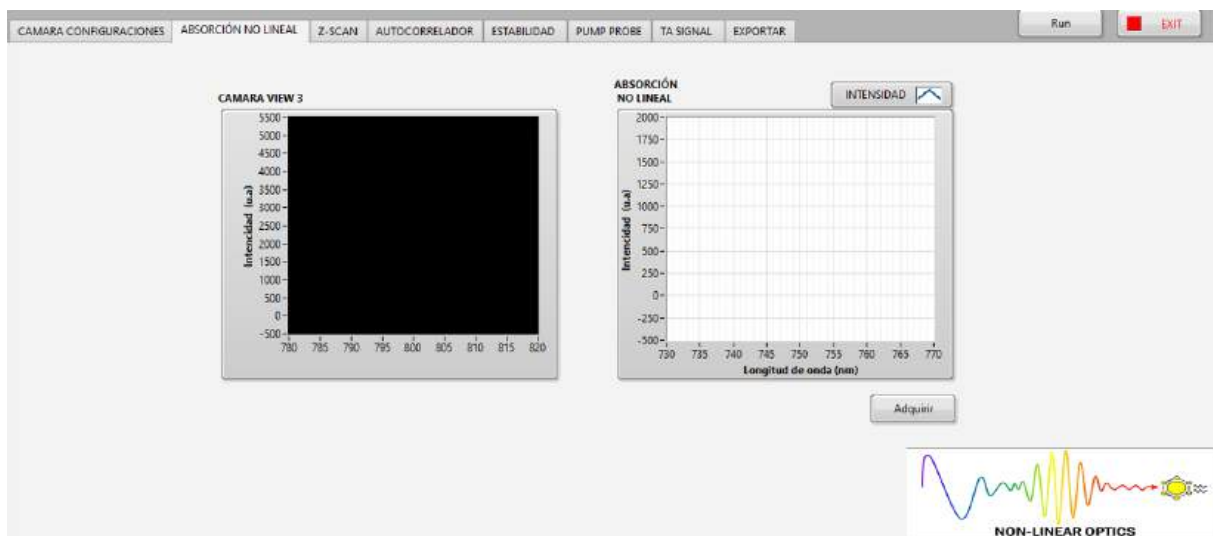 CAMARA CONFIGURACIONES ABSORCIÓN NO LINEAL Z-SCAN AUTOCORRELADOR ESTABILIDAD PUMP PROBE TA SIGNAL EXPORTAR Run EXIT
CAMARA VIEW 3
5500
5000
4500
4000
3500
3000
2500
2000
1500
1000
500
0
-500
Intencidad (u.a)
780 785 790 795 800 805 810 815 820
ABSORCIÓN
NO LINEAL
INTENSIDAD
2000
1750
1500
1250
1000
750
500
250
0
-250
-500
Intencidad (u.a)
730 735 740 745 750 755 760 765 770
Longitud de onda (nm)
Adquirir
NON-LINEAR OPTICS